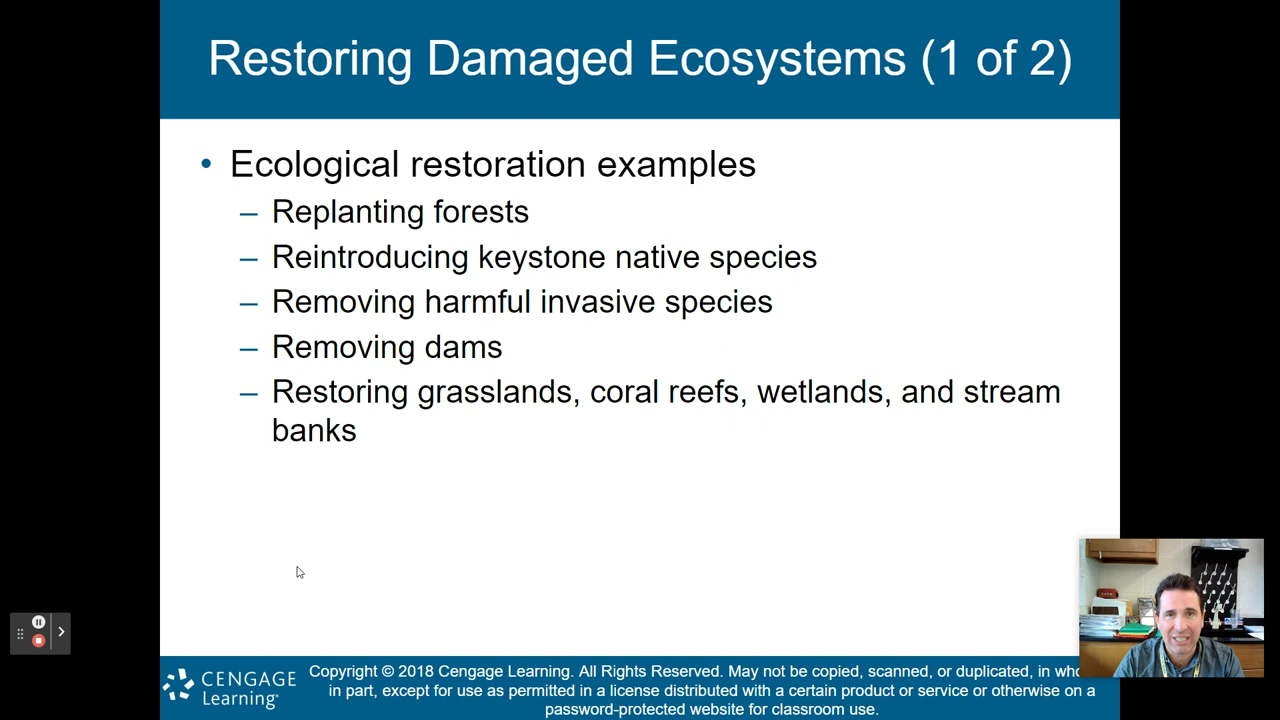 Restoring Damaged Ecosystems (1 of 2)
• Ecological restoration examples
– Replanting forests
– Reintroducing keystone native species
– Removing harmful invasive species
– Removing dams
– Restoring grasslands, coral reefs, wetlands, and stream
banks
CENGAGE
Learning®
Copyright © 2018 Cengage Learning. All Rights Reserved. May not be copied, scanned, or duplicated, in
in part, except for use as permitted in a license distributed with a certain product or service or otherwise on a
password-protected website for classroom use.